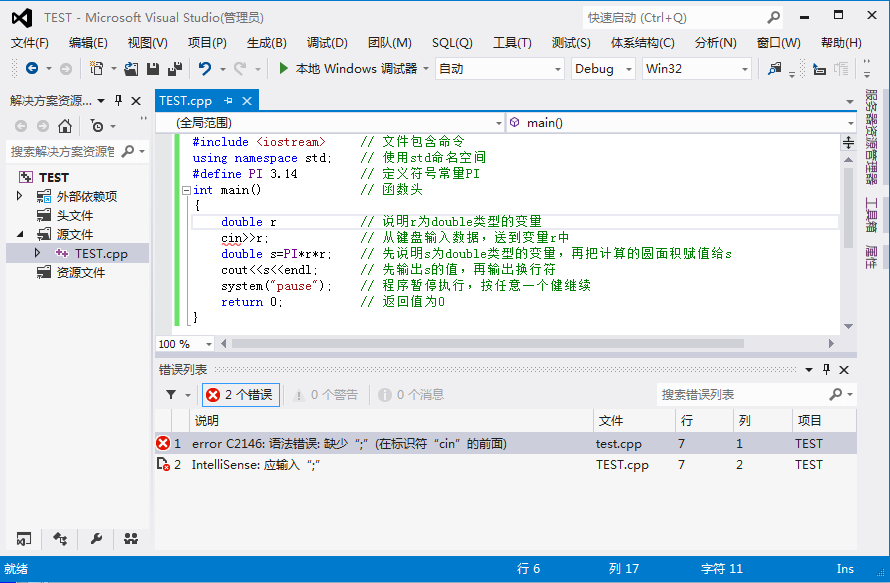 TEST - Microsoft Visual Studio(管理员)
快速启动 (Ctrl+Q)
文件(F) 编辑(E) 视图(V) 项目(P) 生成(B) 调试(D) 团队(M) SQL(Q) 工具(T) 测试(S) 体系结构(C) 分析(N) 窗口(W) 帮助(H)
本地 Windows 调试器 自动 Debug Win32
解决方案资源...
TEST.cpp
(全局范围) main()
搜索解决方案资源管
TEST
外部依赖项
头文件
源文件
TEST.cpp
资源文件
#include <iostream> // 文件包含命令
using namespace std; // 使用std命名空间
#define PI 3.14 // 定义符号常量PI
int main() // 函数头
{
double r // 说明r为double类型的变量
cin>>r; // 从键盘输入数据，送到变量r中
double s=PI*r*r; // 先说明s为double类型的变量，再把计算的圆面积赋值给s
cout<<s<<endl; // 先输出s的值，再输出换行符
system("pause"); // 程序暂停执行，按任意一个健继续
return 0; // 返回值为0
}
100 %
服务器资源管理器
工具箱
属性
错误列表
2 个错误 0 个警告 0 个消息
搜索错误列表
说明 文件 行 列 项目
1 error C2146: 语法错误: 缺少“;”(在标识符“cin”的前面) test.cpp 7 1 TEST
2 IntelliSense: 应输入“;” TEST.cpp 7 2 TEST
就绪 行 6 列 17 字符 11 Ins